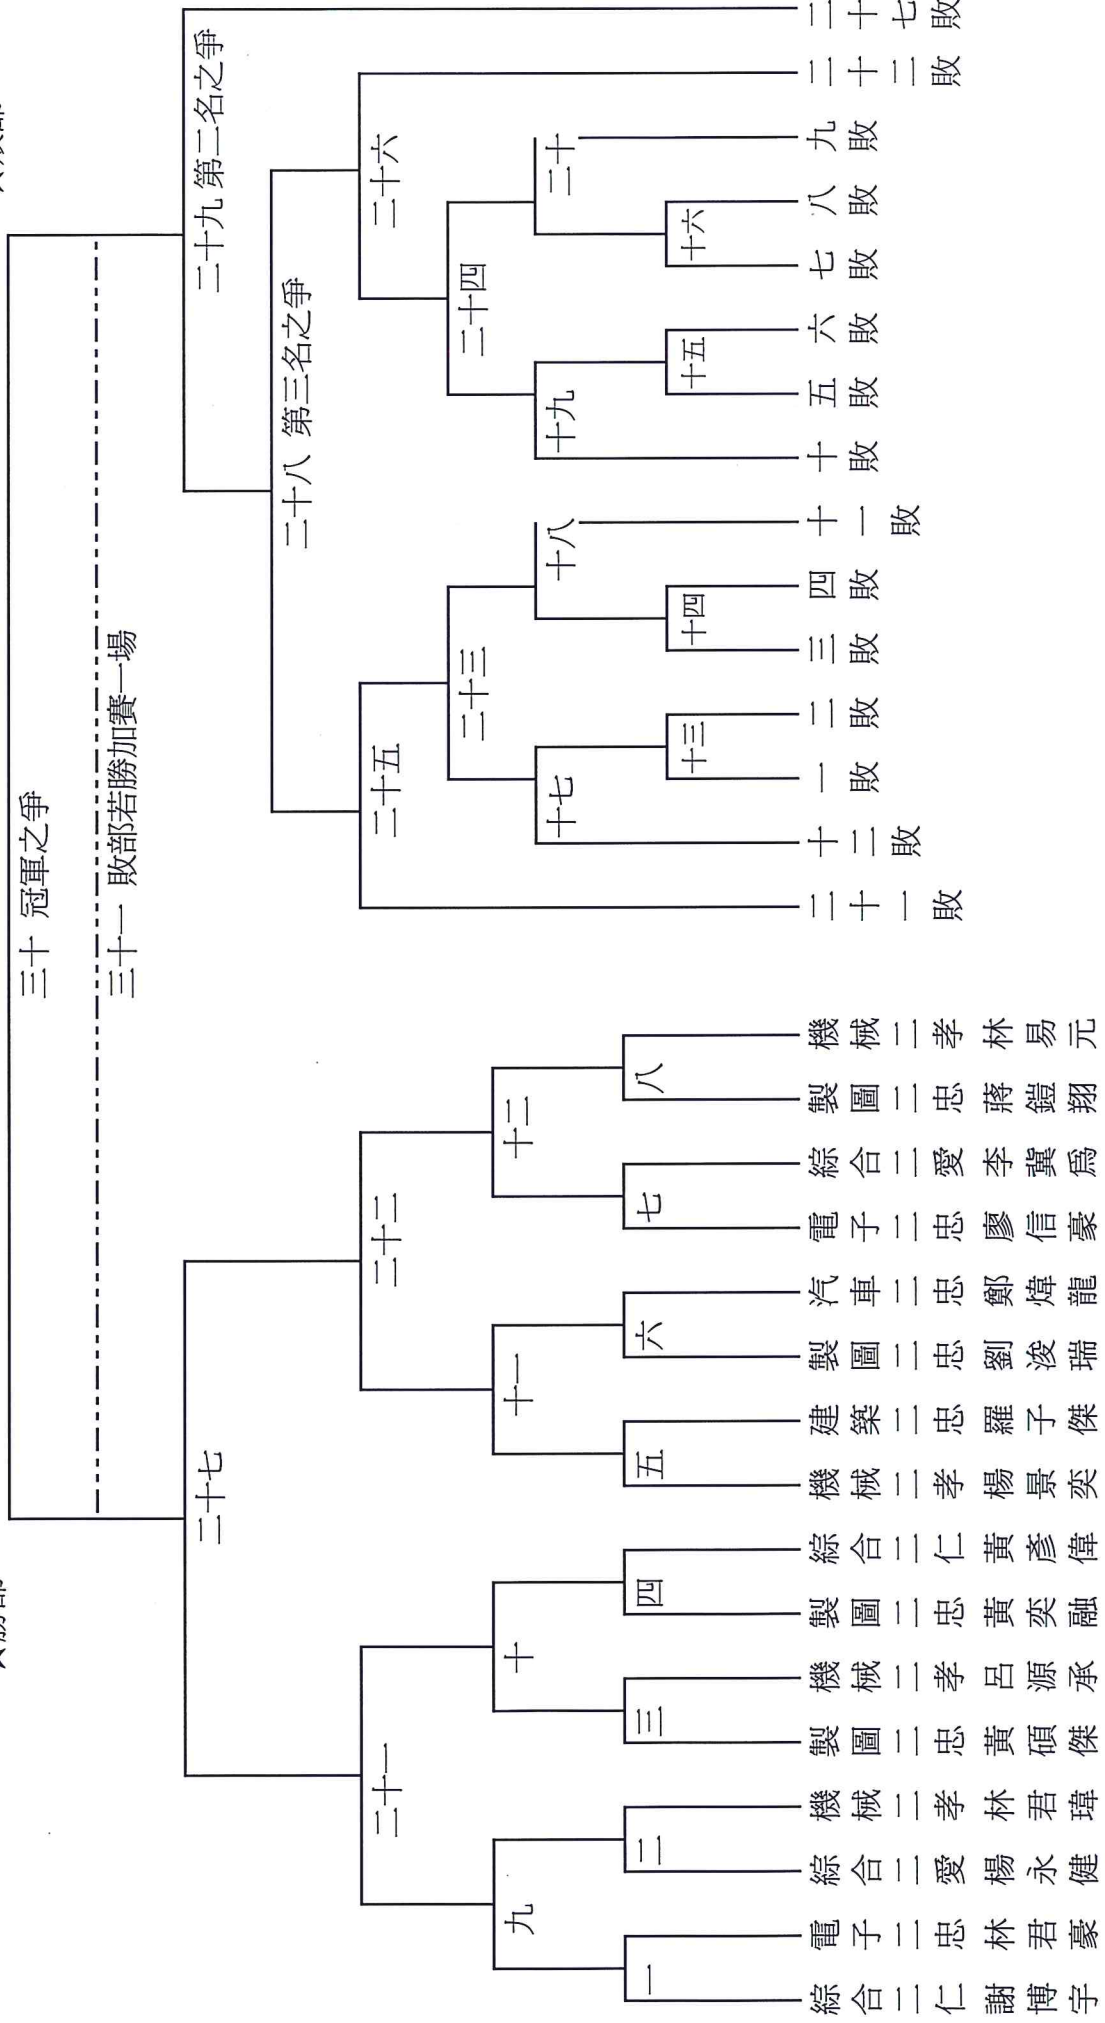 三十 冠軍之爭
三十一 敗部若勝加賽一場
二十七
二十九 第二名之爭
二十八 第三名之爭
二十一
二十二
二十五
二十六
二十三
二十四
九
十
十一
十二
十七
十八
十九
二十
一
二
三
四
五
六
七
八
十三
十四
十五
十六
綜合二仁 謝博宇
電子二忠 林君豪
綜合二愛 楊永健
機械二孝 林君瑋
製圖二忠 黃碩傑
機械二孝 呂源承
製圖二忠 黃奕融
綜合二仁 黃彥偉
機械二孝 楊景奕
建築二忠 羅子傑
製圖二忠 劉浚瑞
汽車二忠 鄭煒龍
電子二忠 廖信豪
綜合二愛 李冀爲
製圖二忠 蔣鎧翔
機械二孝 林易元
二十一敗
十二敗
一敗
二敗
三敗
四敗
十一敗
十敗
五敗
六敗
七敗
八敗
九敗
二十二敗
二十七敗